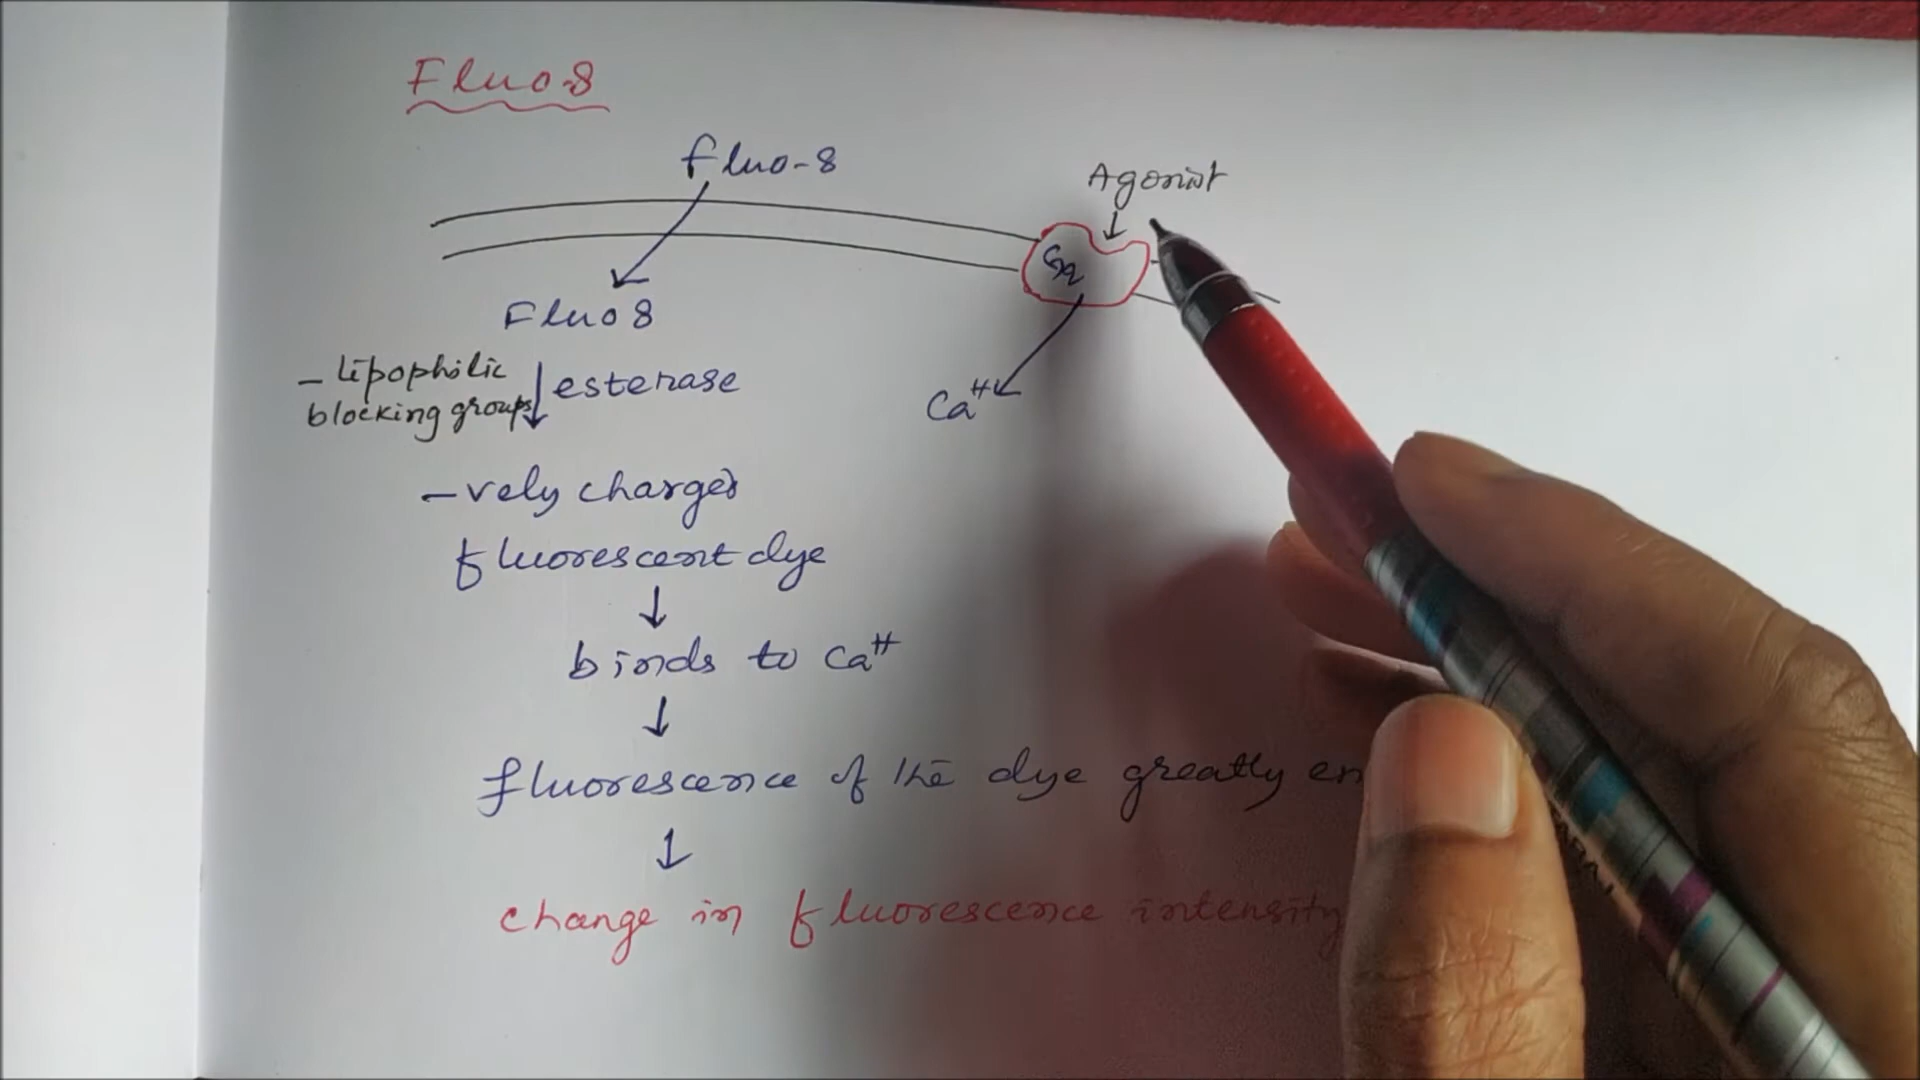 Fluo-8
fluo-8
Agonist
Gq
Fluo 8
- lipophilic
blocking groups
esterase
Ca++
-vely charged
fluorescent dye
↓
binds to Ca++
↓
fluorescence of the dye greatly en
↓
change in fluorescence intensity